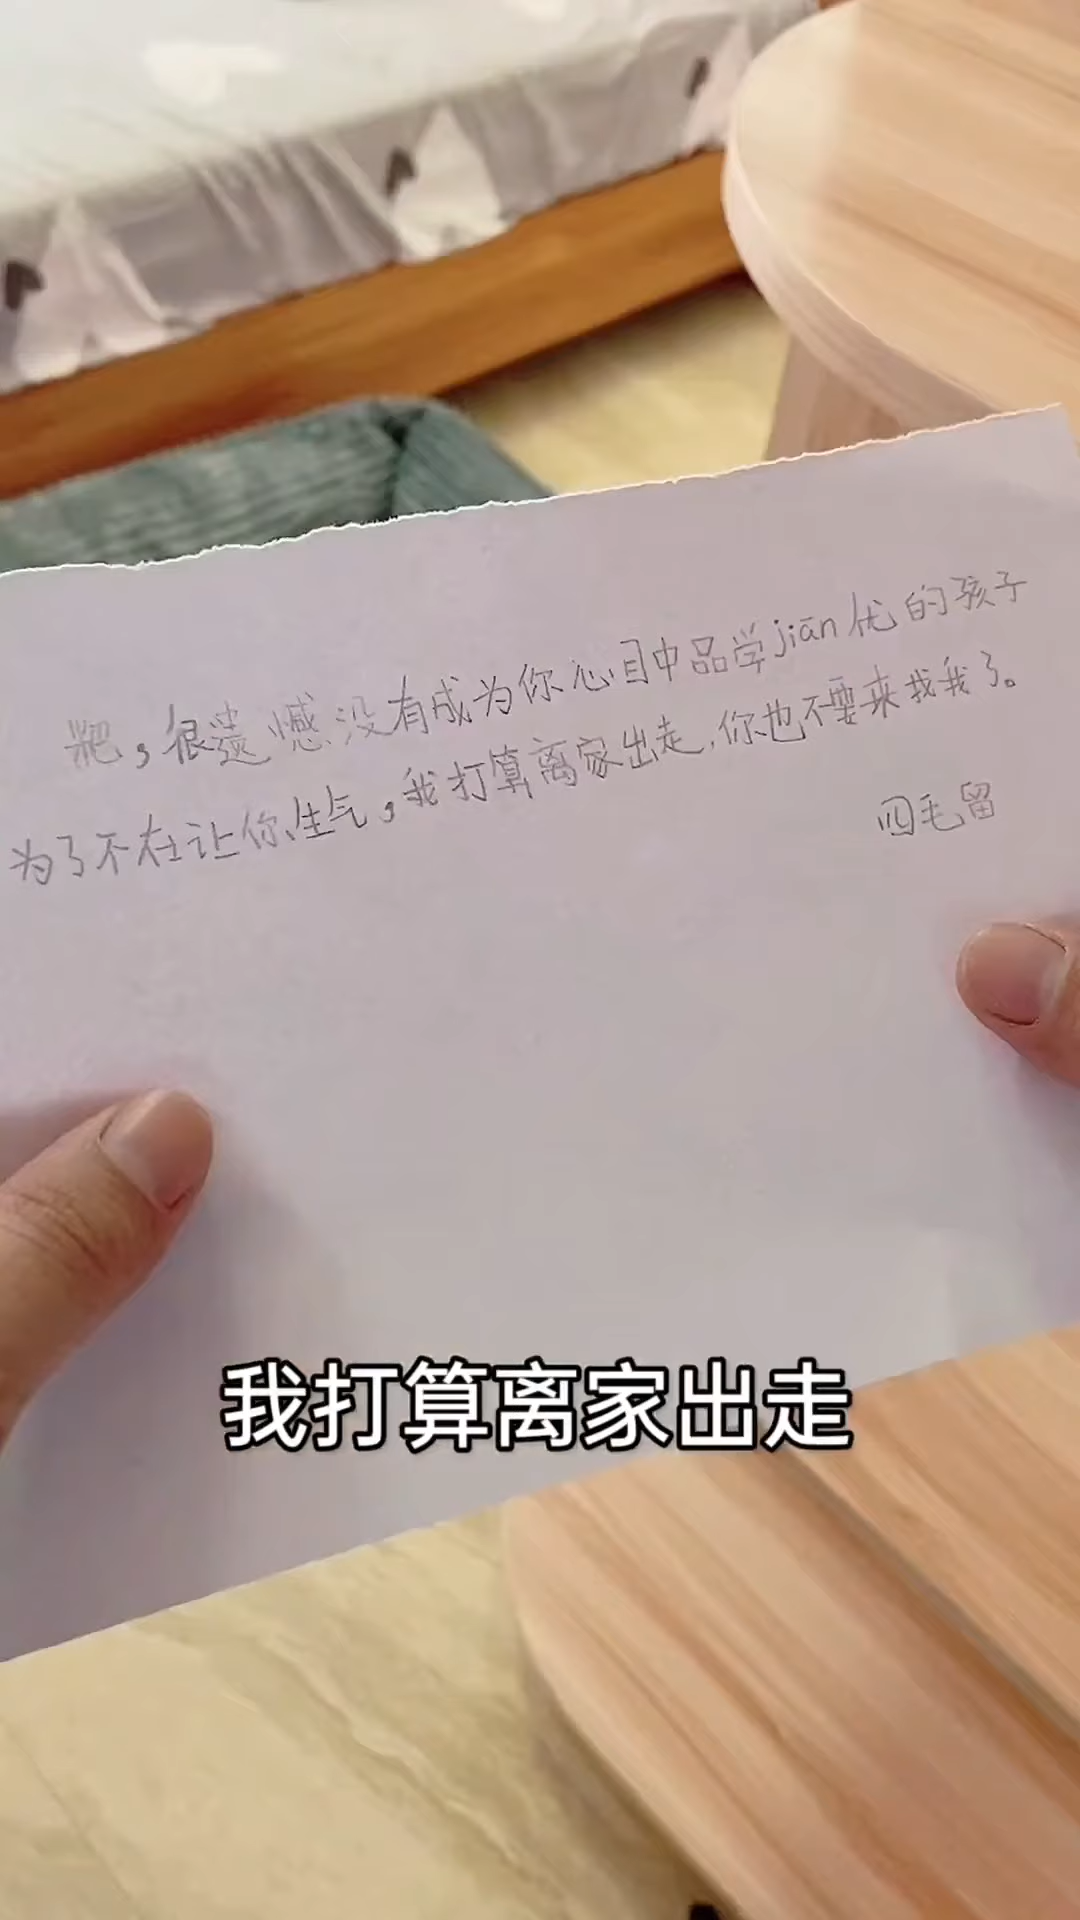 很遗憾没有成为你心目中品学jiān优的孩子
为了不在让你生气，我打算离家出走，你也不要来找我了。
四毛留
我打算离家出走